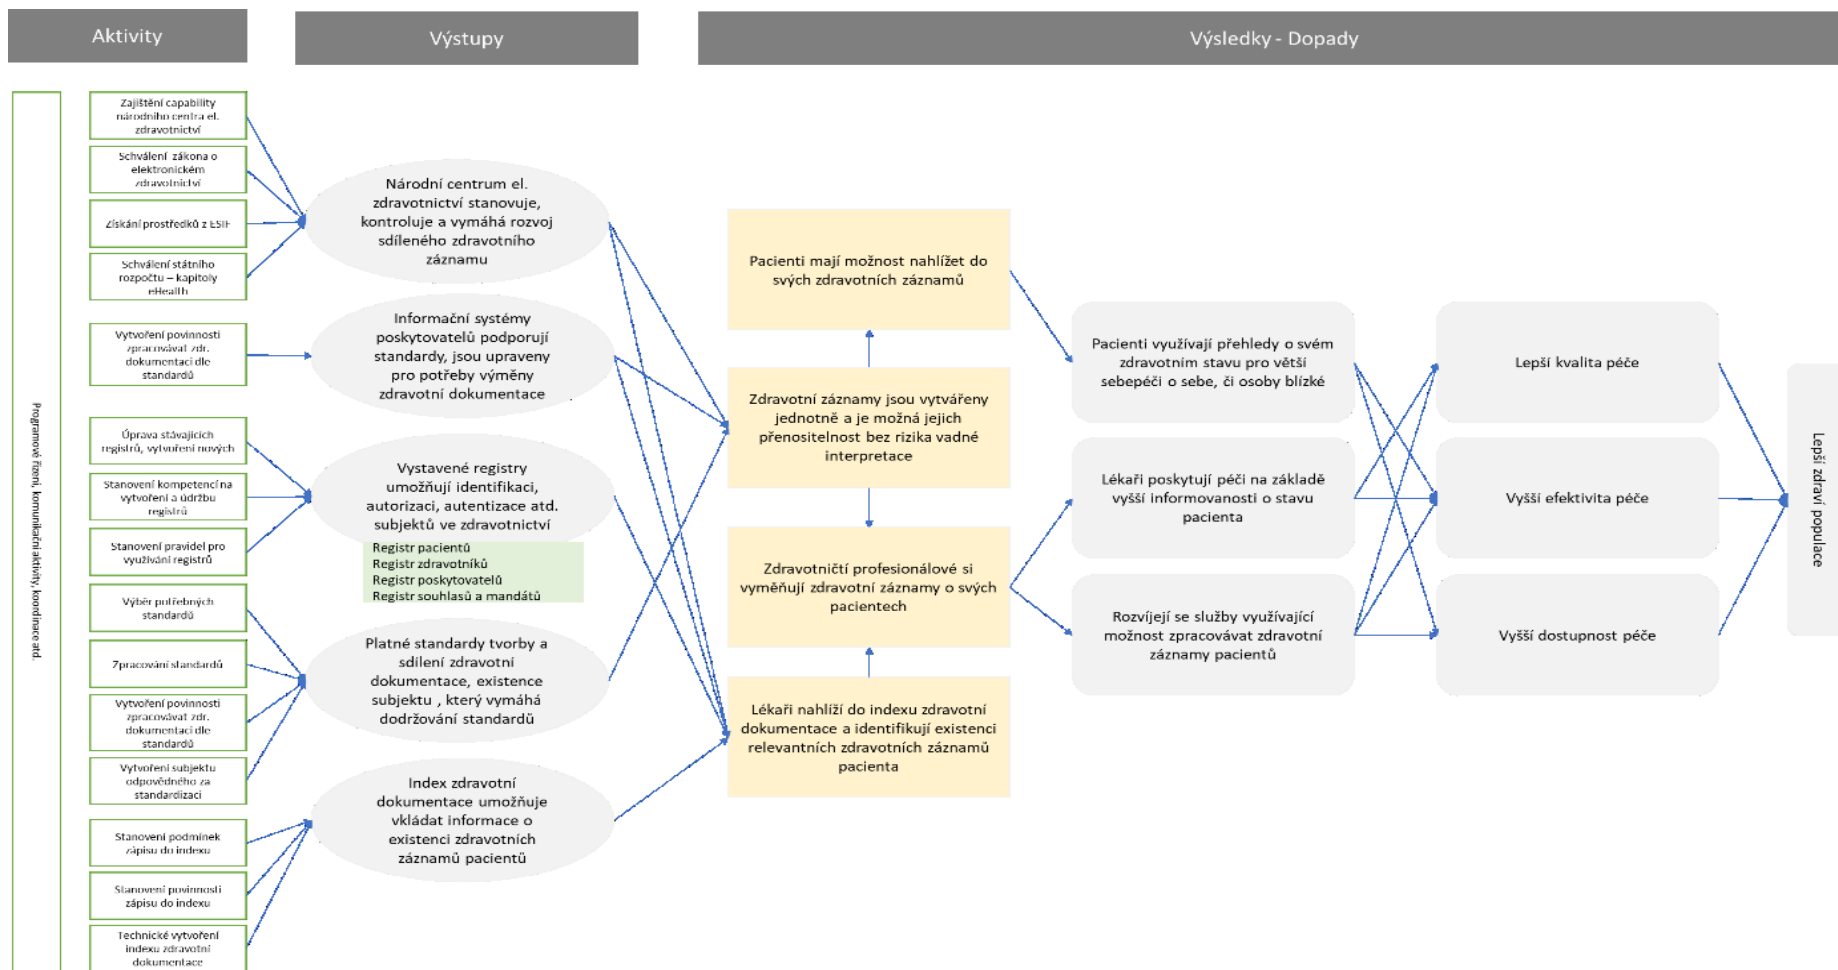 Aktivity
Výstupy
Výsledky - Dopady
Programové řízení, komunikační aktivity, koordinace atd.
Zajištění capability
národního centra el.
zdravotnictví
Schválení zákona o
elektronickém
zdravotnictví
Získání prostředků z ESIF
Schválení státního
rozpočtu – kapitoly
eHealth
Vytvoření povinnosti
zpracovávat zdr.
dokumentaci dle
standardů
Úprava stávajících
registrů, vytvoření nových
Stanovení kompetencí na
vytvoření a údržbu
registrů
Stanovení pravidel pro
využívání registrů
Výběr potřebných
standardů
Zpracování standardů
Vytvoření povinnosti
zpracovávat zdr.
dokumentaci dle
standardů
Vytvoření subjektu
odpovědného za
standardizaci
Stanovení podmínek
zápisu do indexu
Stanovení povinnosti
zápisu do indexu
Technické vytvoření
indexu zdravotní
dokumentace
Národní centrum el.
zdravotnictví stanovuje,
kontroluje a vymáhá rozvoj
sdíleného zdravotního
záznamu
Informační systémy
poskytovatelů podporují
standardy, jsou upraveny
pro potřeby výměny
zdravotní dokumentace
Vystavené registry
umožňují identifikaci,
autorizaci, autentizace atd.
subjektů ve zdravotnictví
Registr pacientů
Registr zdravotníků
Registr poskytovatelů
Registr souhlasů a mandátů
Platné standardy tvorby a
sdílení zdravotní
dokumentace, existence
subjektu , který vymáhá
dodržování standardů
Index zdravotní
dokumentace umožňuje
vkládat informace o
existenci zdravotních
záznamů pacientů
Pacienti mají možnost nahlížet do
svých zdravotních záznamů
Zdravotní záznamy jsou vytvářeny
jednotně a je možná jejich
přenositelnost bez rizika vadné
interpretace
Zdravotničtí profesionálové si
vyměňují zdravotní záznamy o svých
pacientech
Lékaři nahlíží do indexu zdravotní
dokumentace a identifikují existenci
relevantních zdravotních záznamů
pacienta
Pacienti využívají přehledy o svém
zdravotním stavu pro větší
sebepéči o sebe, či osoby blízké
Lékaři poskytují péči na základě
vyšší informovanosti o stavu
pacienta
Rozvíjejí se služby využívající
možnost zpracovávat zdravotní
záznamy pacientů
Lepší kvalita péče
Vyšší efektivita péče
Vyšší dostupnost péče
Lepší zdraví populace